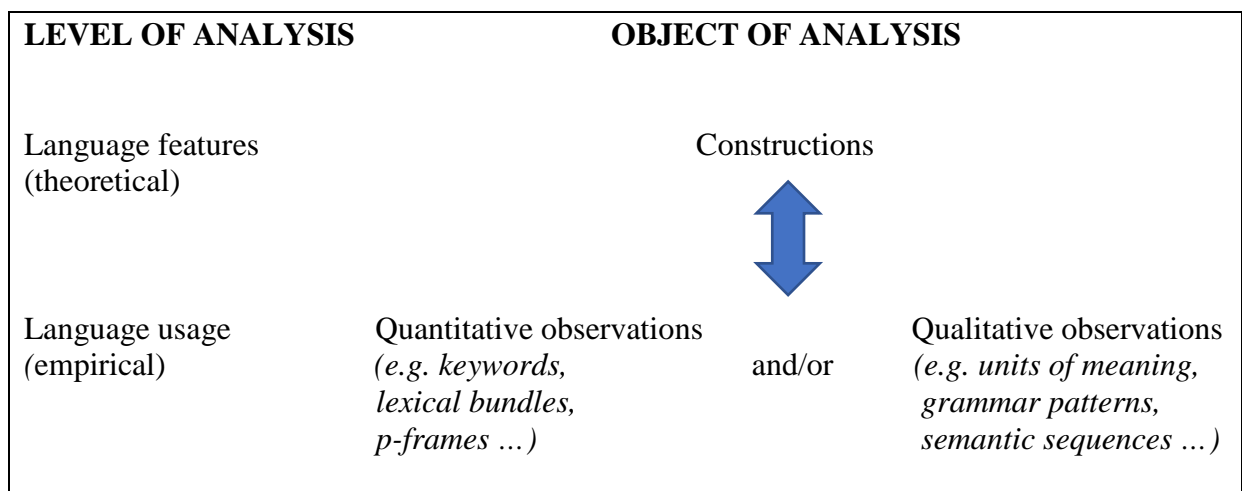 LEVEL OF ANALYSIS OBJECT OF ANALYSIS
Language features Constructions
(theoretical)
Language usage Quantitative observations Qualitative observations
(empirical) (e.g. keywords, and/or (e.g. units of meaning,
lexical bundles, grammar patterns,
p-frames …) semantic sequences …)